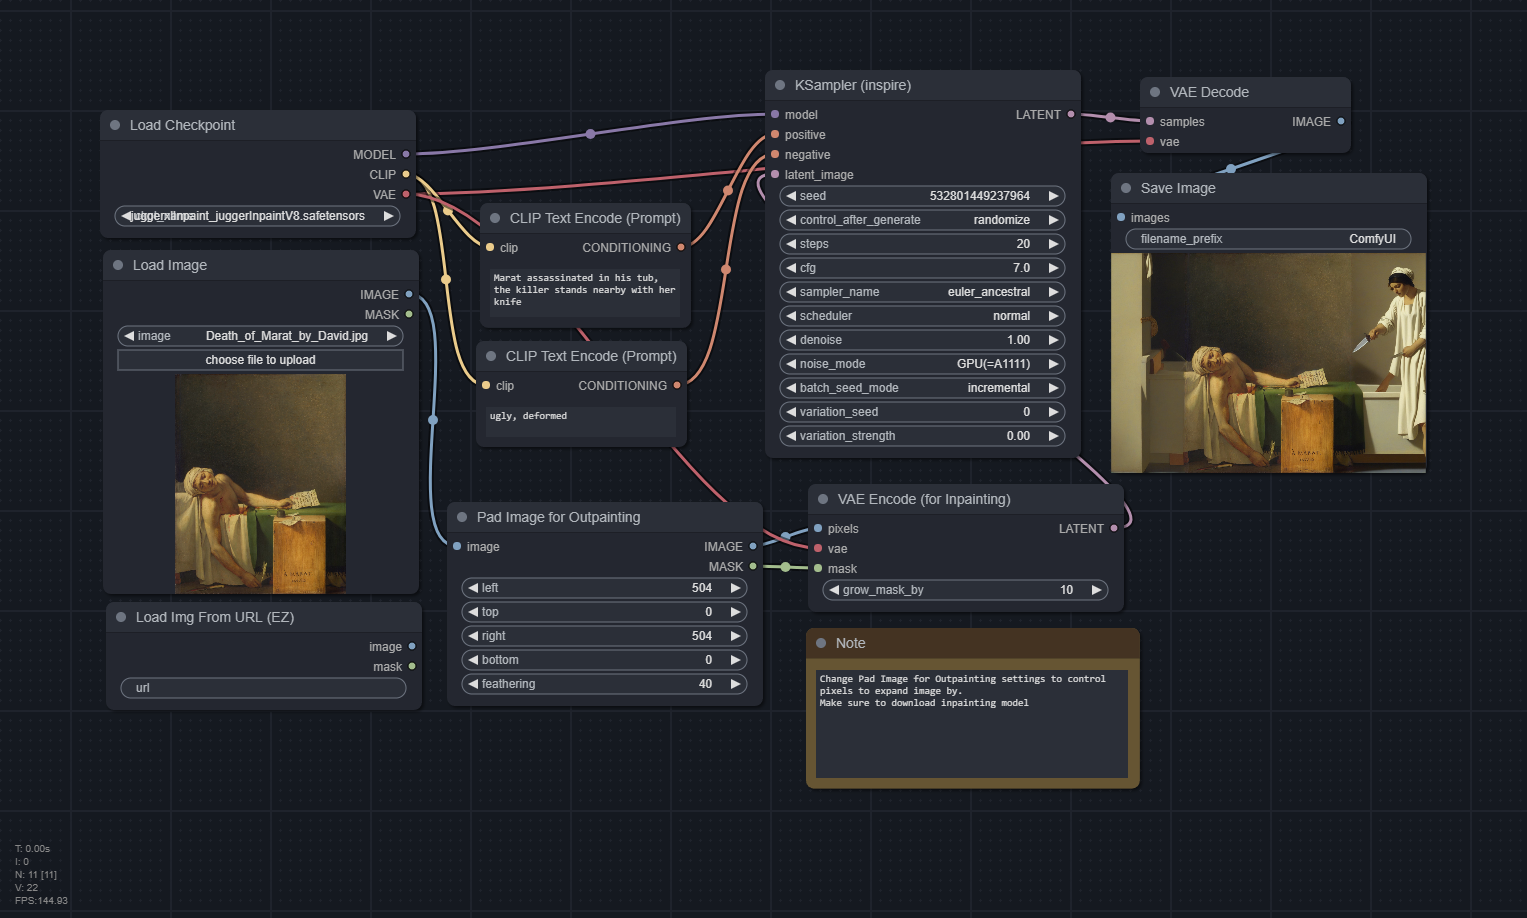 Load Checkpoint
MODEL
CLIP
VAE
juggerInpaintV8.safetensors
Load Image
IMAGE
MASK
image Death_of_Marat_by_David.jpg
choose file to upload
Load Img From URL (EZ)
image
mask
url
CLIP Text Encode (Prompt)
clip CONDITIONING
Marat assassinated in his tub,
the killer stands nearby with her
knife
CLIP Text Encode (Prompt)
clip CONDITIONING
ugly, deformed
Pad Image for Outpainting
image IMAGE
MASK
left 504
top 0
right 504
bottom 0
feathering 40
KSampler (inspire)
model LATENT
positive
negative
latent_image
seed 532801449237964
control_after_generate randomize
steps 20
cfg 7.0
sampler_name euler_ancestral
scheduler normal
denoise 1.00
noise_mode GPU(=A1111)
batch_seed_mode incremental
variation_seed 0
variation_strength 0.00
VAE Encode (for Inpainting)
pixels LATENT
vae
mask
grow_mask_by 10
Note
Change Pad Image for Outpainting settings to control
pixels to expand image by.
Make sure to download inpainting model
VAE Decode
samples IMAGE
vae
Save Image
images
filename_prefix ComfyUI
T: 0.00s
I: 0
N: 11 [11]
V: 22
FPS:144.93